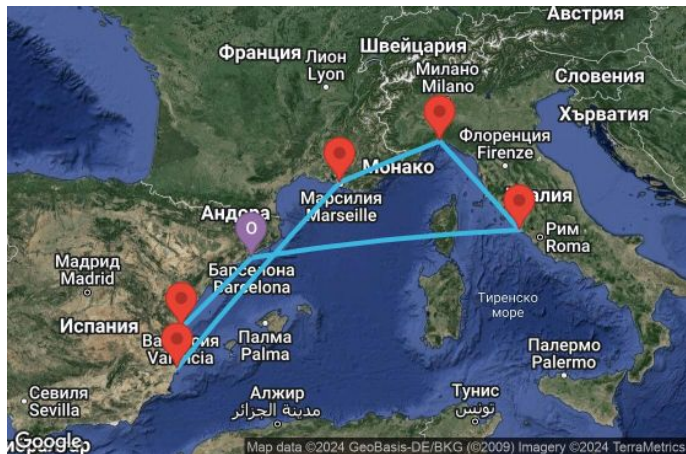 Австрия
Франция
Лион
Lyon
Швейцария
Милано
Milano
Словения
Хърватия
Флоренция
Firenze
Монако
Марсилия
Marseille
Андора
O
Барселона
Barcelona
Рим
Roma
Мадрид
Madrid
Испания
Палма
Palma
Тиренско
море
Палермо
Palermo
Севиля
Sevilla
Алжир
مدينة الجزائر
Тунис
تونس
Google
Map data ©2024 GeoBasis-DE/BKG (©2009) Imagery ©2024 TerraMetrics